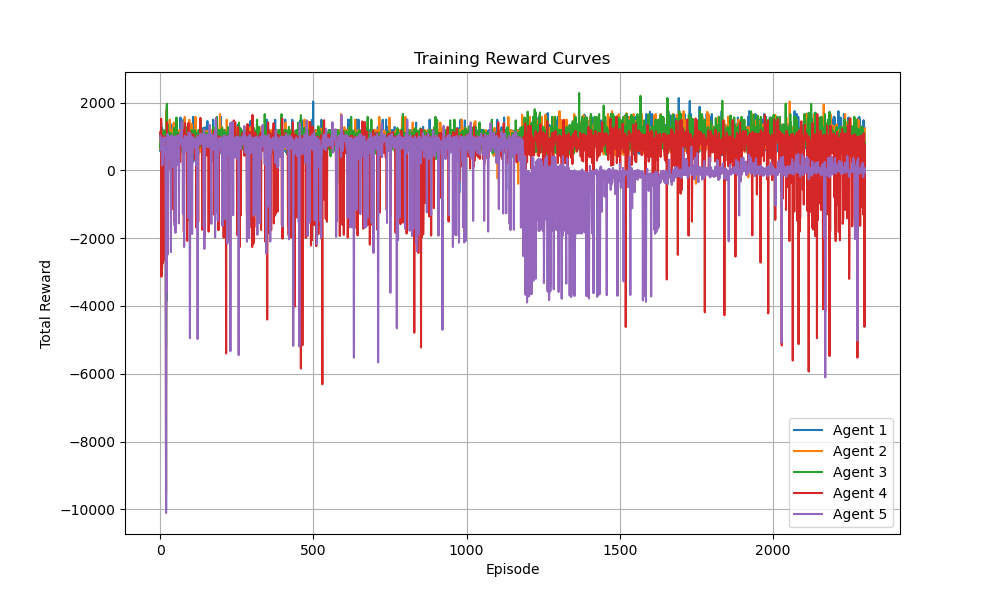 Training Reward Curves
Total Reward
2000
0
−2000
−4000
−6000
−8000
−10000
0
500
1000
1500
2000
Episode
Agent 1
Agent 2
Agent 3
Agent 4
Agent 5